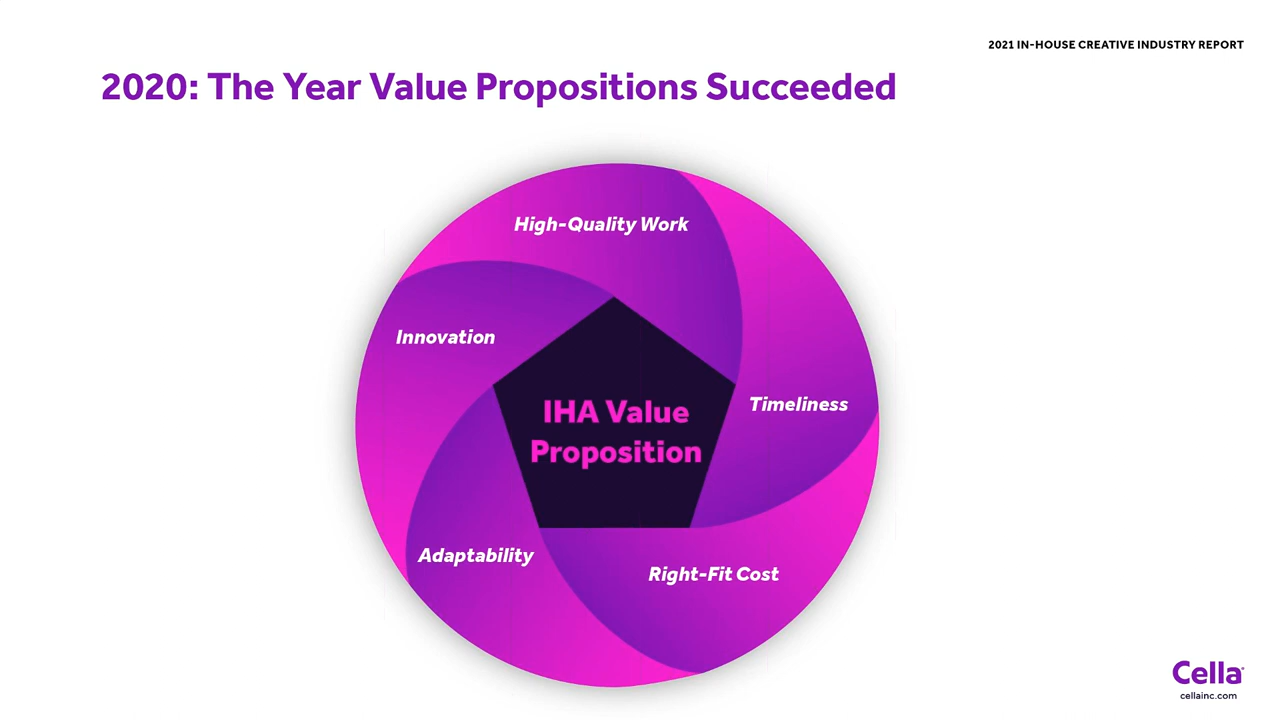 2021 IN-HOUSE CREATIVE INDUSTRY REPORT
2020: The Year Value Propositions Succeeded
High-Quality Work
Innovation
Timeliness
IHA Value
Proposition
Adaptability
Right-Fit Cost
Cella
cellainc.com